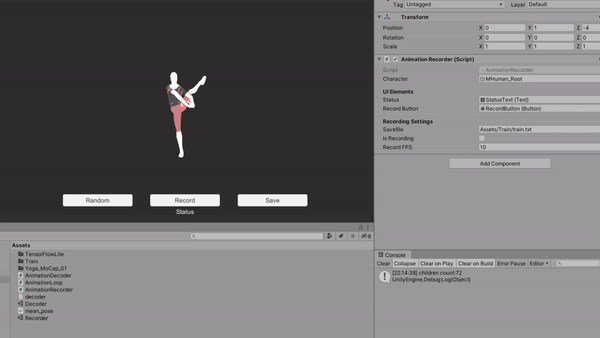 Tag Untagged Layer Default
Transform
Position X 0 Y 1 Z -4
Rotation X 0 Y 0 Z 0
Scale X 1 Y 1 Z 1
Animation Recorder (Script)
Script AnimationRecorder
Character MHuman_Root
UI Elements
Status StatusText (Text)
Record Button RecordButton (Button)
Recording Settings
Savefile Assets/Train/train.txt
Is Recording
Record FPS 10
Add Component
Random Record Save
Status
Assets
TensorFlowLite
Train
Yoga_MoCap_01
AnimationDecoder
AnimationLoop
AnimationRecorder
decoder
Decoder
mean_pose
Recorder
Console
Clear Collapse Clear on Play Clear on Build Error Pause
[22:14:38] children count:72
UnityEngine.Debug:Log(Object)